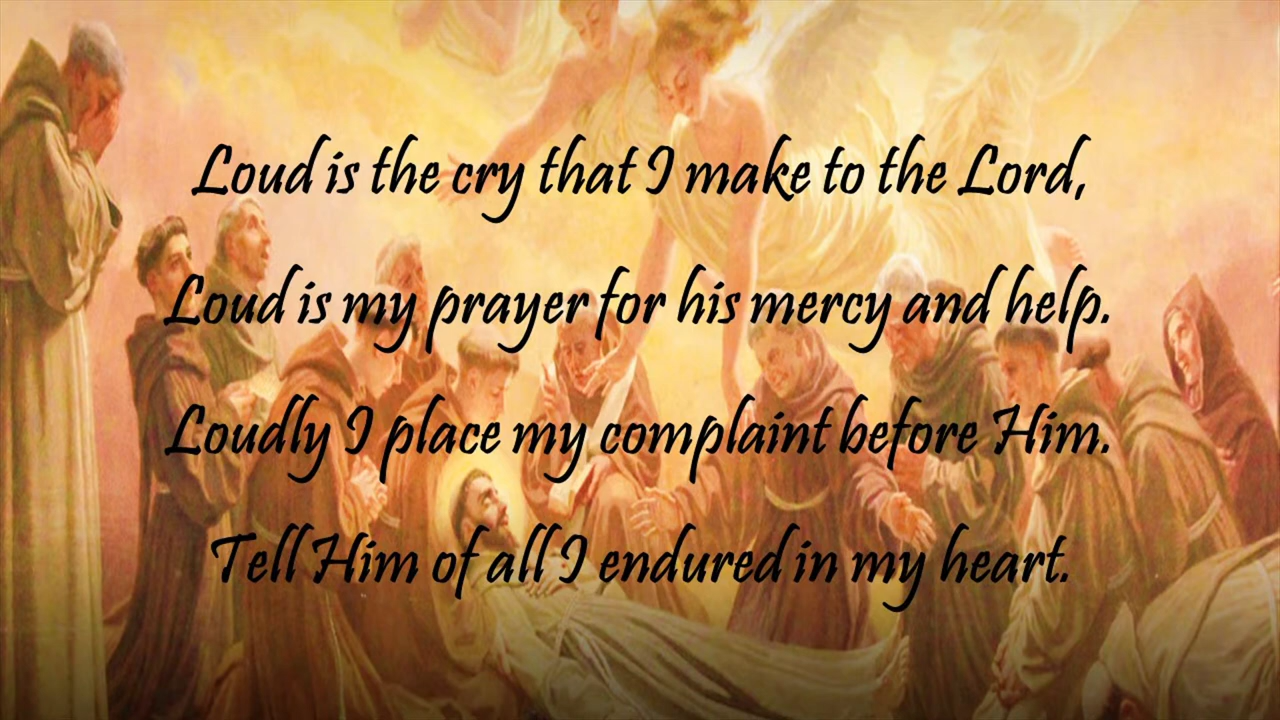 Loud is the cry that I make to the Lord,
Loud is my prayer for his mercy and help.
Loudly I place my complaint before Him.
Tell Him of all I endured in my heart.